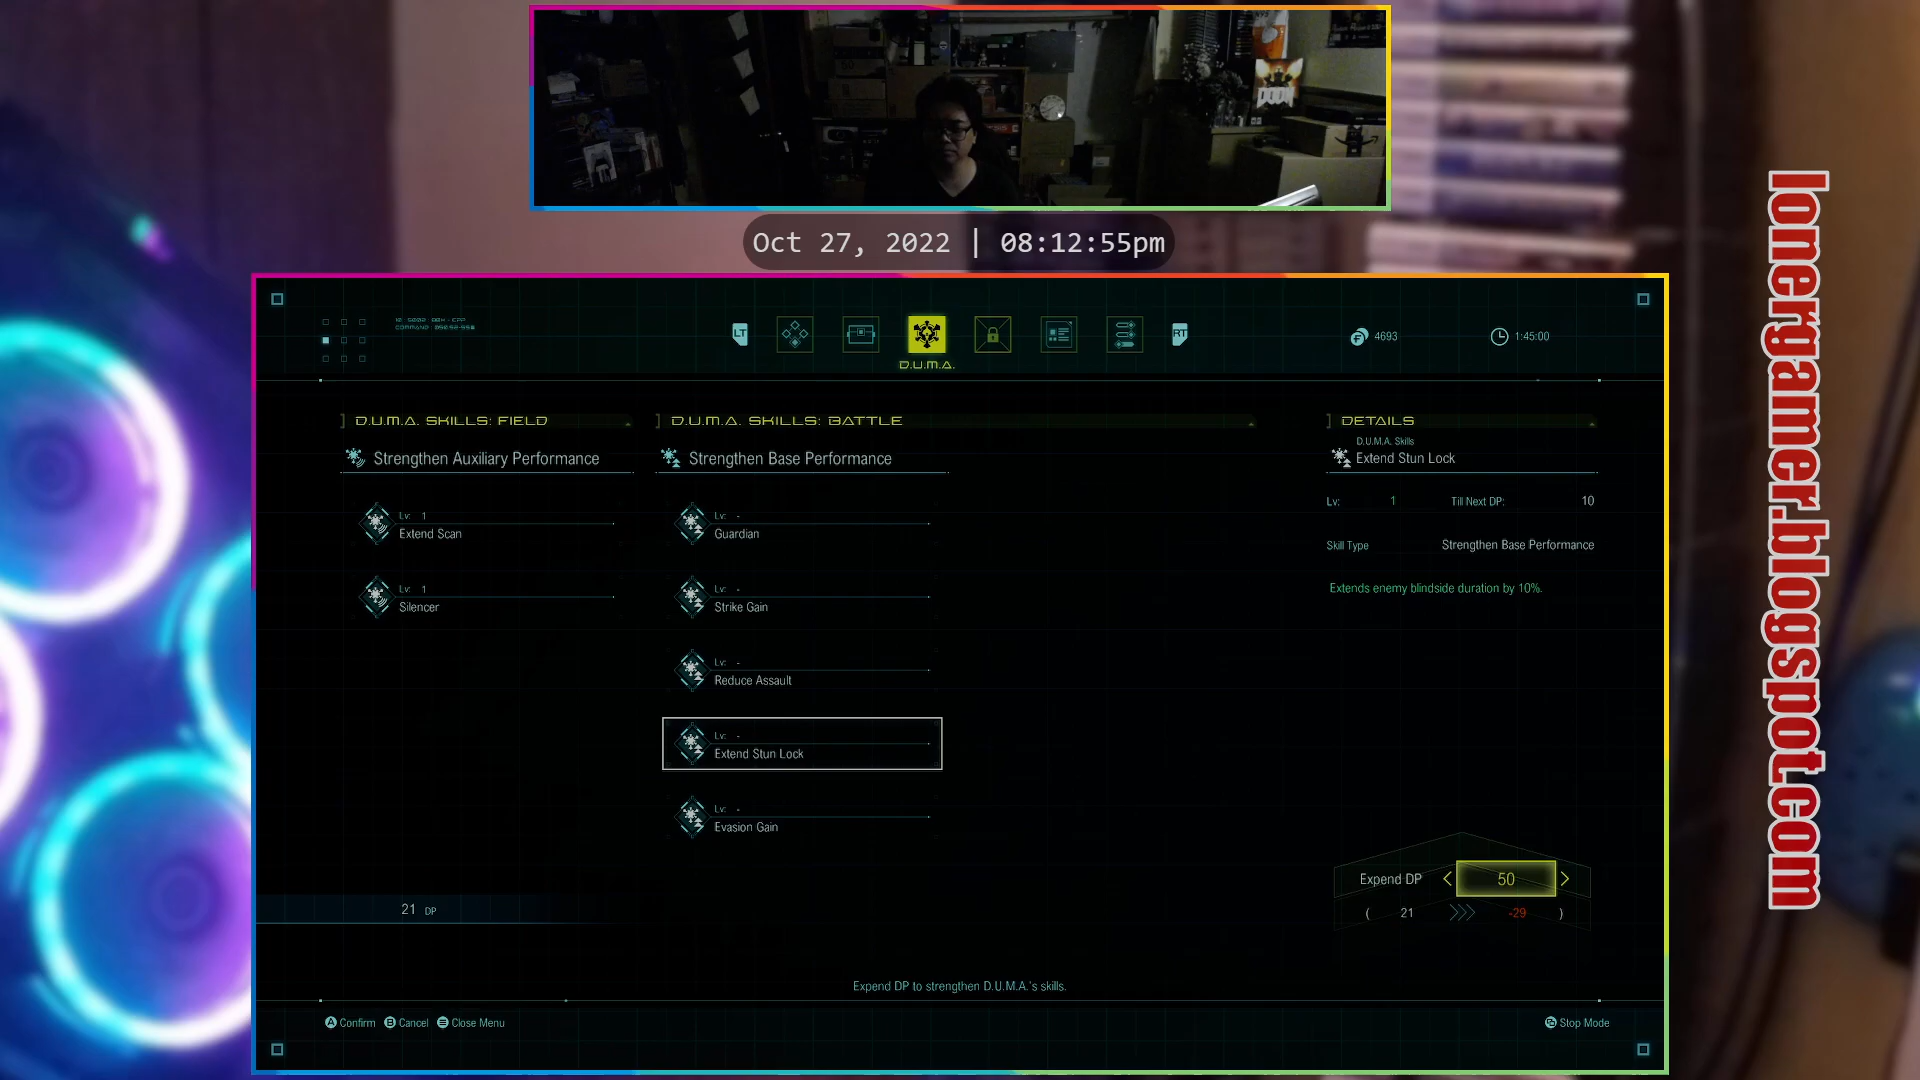 Oct 27, 2022 | 08:12:55pm
lomergamer.blogspot.com
LT
RT
D.U.M.A.
4693
1:45:00
D.U.M.A. SKILLS: FIELD
Strengthen Auxiliary Performance
Lv: 1
Extend Scan
Lv: 1
Silencer
21 DP
D.U.M.A. SKILLS: BATTLE
Strengthen Base Performance
Lv: -
Guardian
Lv: -
Strike Gain
Lv: -
Reduce Assault
Lv: -
Extend Stun Lock
Lv: -
Evasion Gain
DETAILS
D.U.M.A. Skills
Extend Stun Lock
Lv: 1 Till Next DP: 10
Skill Type Strengthen Base Performance
Extends enemy blindside duration by 10%.
Expend DP < 50 >
( 21 >>> -29 )
Expend DP to strengthen D.U.M.A.'s skills.
A Confirm B Cancel Close Menu
Stop Mode